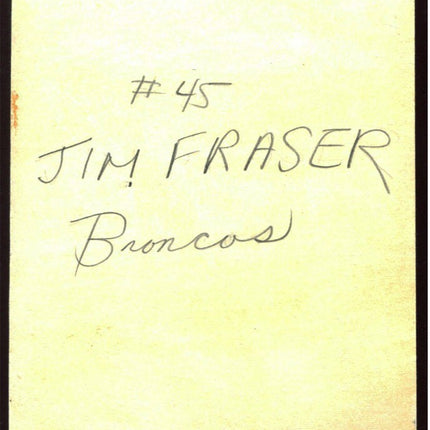 # 45
JIM FRASER
Broncos